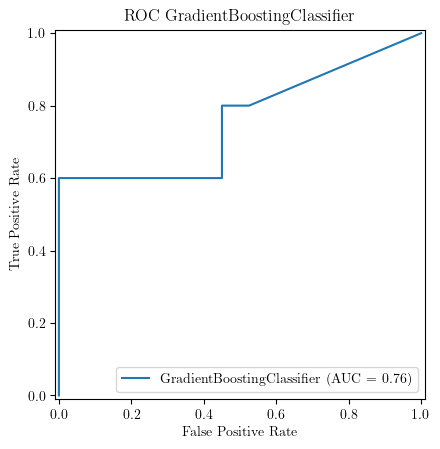 ROC GradientBoostingClassifier
1.0
0.8
0.6
0.4
0.2
0.0
True Positive Rate
GradientBoostingClassifier (AUC = 0.76)
0.0 0.2 0.4 0.6 0.8 1.0
False Positive Rate